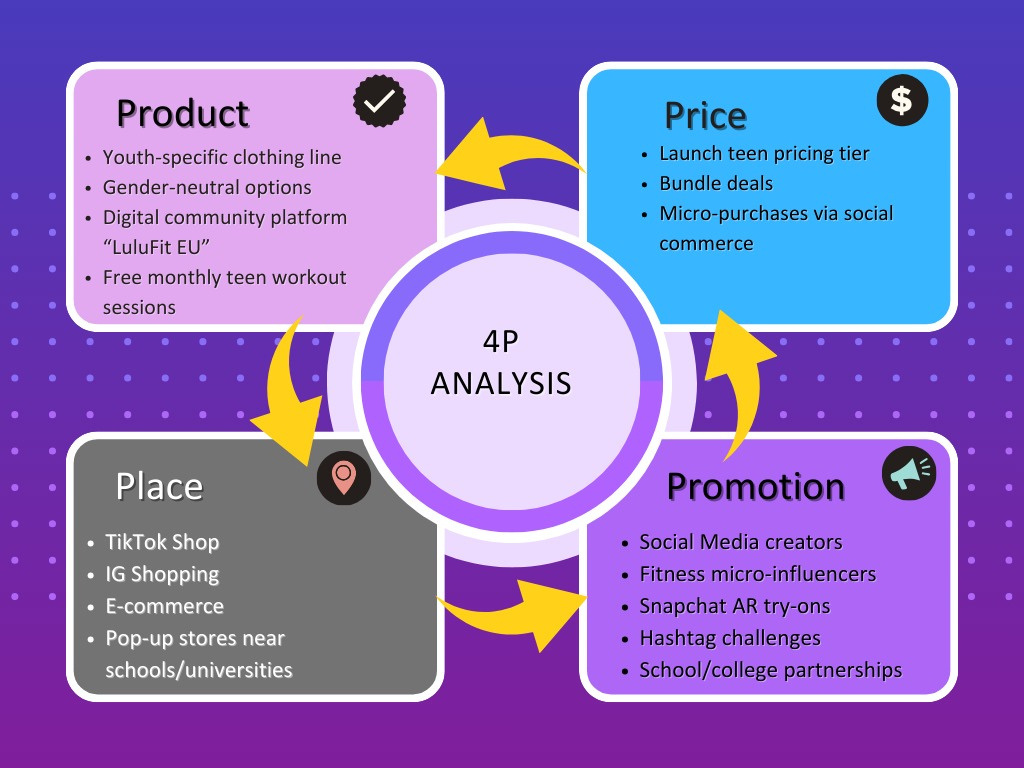 Product
• Youth-specific clothing line
• Gender-neutral options
• Digital community platform
“LuluFit EU”
• Free monthly teen workout
sessions
$
Price
• Launch teen pricing tier
• Bundle deals
• Micro-purchases via social
commerce
4P
ANALYSIS
Place
• TikTok Shop
• IG Shopping
• E-commerce
• Pop-up stores near
schools/universities
Promotion
• Social Media creators
• Fitness micro-influencers
• Snapchat AR try-ons
• Hashtag challenges
• School/college partnerships